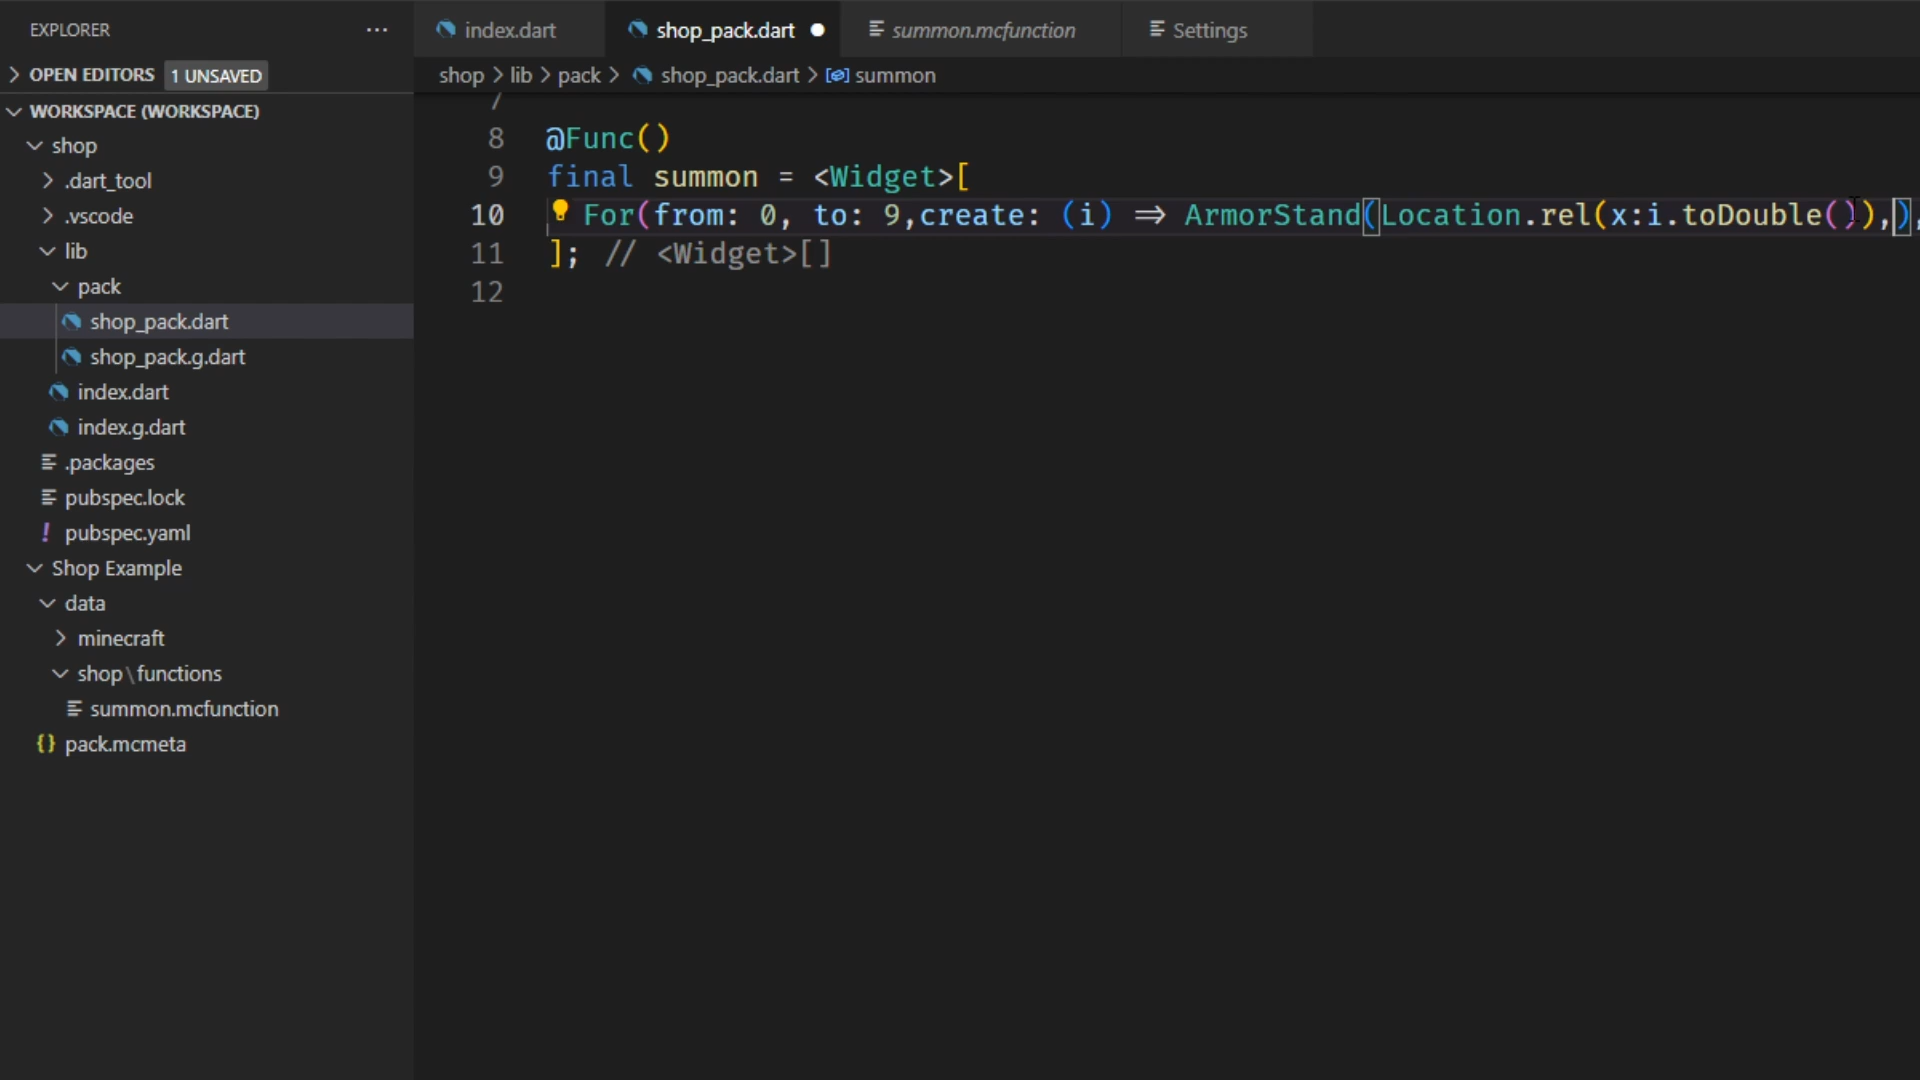 EXPLORER
OPEN EDITORS 1 UNSAVED
WORKSPACE (WORKSPACE)
shop
.dart_tool
.vscode
lib
pack
shop_pack.dart
shop_pack.g.dart
index.dart
index.g.dart
.packages
pubspec.lock
pubspec.yaml
Shop Example
data
minecraft
shop\functions
summon.mcfunction
pack.mcmeta
index.dart shop_pack.dart summon.mcfunction Settings
shop > lib > pack > shop_pack.dart > summon
7
8 @Func()
9 final summon = <Widget>[
10 For(from: 0, to: 9,create: (i) => ArmorStand(Location.rel(x:i.toDouble()),),
11 ]; // <Widget>[]
12